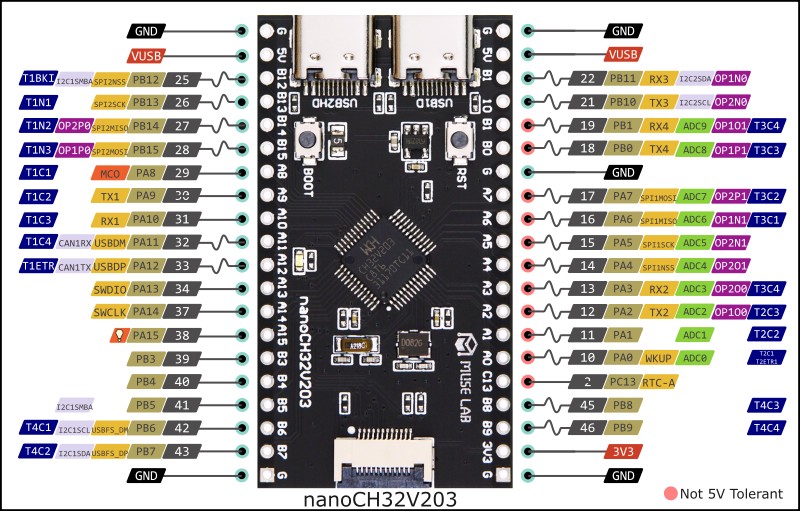 GND G G GND
VUSB 5V 5V VUSB
T1BKI I2C1SMBA SPI2NSS PB12 25 B12 B1 22 PB11 RX3 I2C2SDA OP1N0
T1N1 SPI2SCK PB13 26 B13 10 21 PB10 TX3 I2C2SCL OP2N0
T1N2 OP2P0 SPI2MISO PB14 27 B14 B1 19 PB1 RX4 ADC9 OP1O1 T3C4
T1N3 OP1P0 SPI2MOSI PB15 28 B15 B0 18 PB0 TX4 ADC8 OP1P1 T3C3
T1C1 MCO PA8 29 A8 G GND
T1C2 TX1 PA9 30 A9 A7 17 PA7 SPI1MOSI ADC7 OP2P1 T3C2
T1C3 RX1 PA10 31 A10 A6 16 PA6 SPI1MISO ADC6 OP1N1 T3C1
T1C4 CAN1RX USBDM PA11 32 A11 A5 15 PA5 SPI1SCK ADC5 OP2N1
T1ETR CAN1TX USBDP PA12 33 A12 A4 14 PA4 SPI1NSS ADC4 OP2O1
SWDIO PA13 34 A13 A3 13 PA3 RX2 ADC3 OP2O0 T3C4
SWCLK PA14 37 A14 A2 12 PA2 TX2 ADC2 OP1O0 T2C3
PA15 38 A15 A1 11 PA1 ADC1 T2C2
PB3 39 B3 A0 10 PA0 WKUP ADC0 T2C1
T2ETR1
PB4 40 B4 C13 2 PC13 RTC-A
I2C1SMBA PB5 41 B5 B8 45 PB8 T4C3
T4C1 I2C1SCL USBFS_DM PB6 42 B6 B9 46 PB9 T4C4
T4C2 I2C1SDA USBFS_DP PB7 43 B7 3V3 3V3
GND G G GND
USB2HD
USB1D
BOOT
RST
WCH
CH32V203
nanoCH32V203
MUSE LAB
nanoCH32V203
Not 5V Tolerant